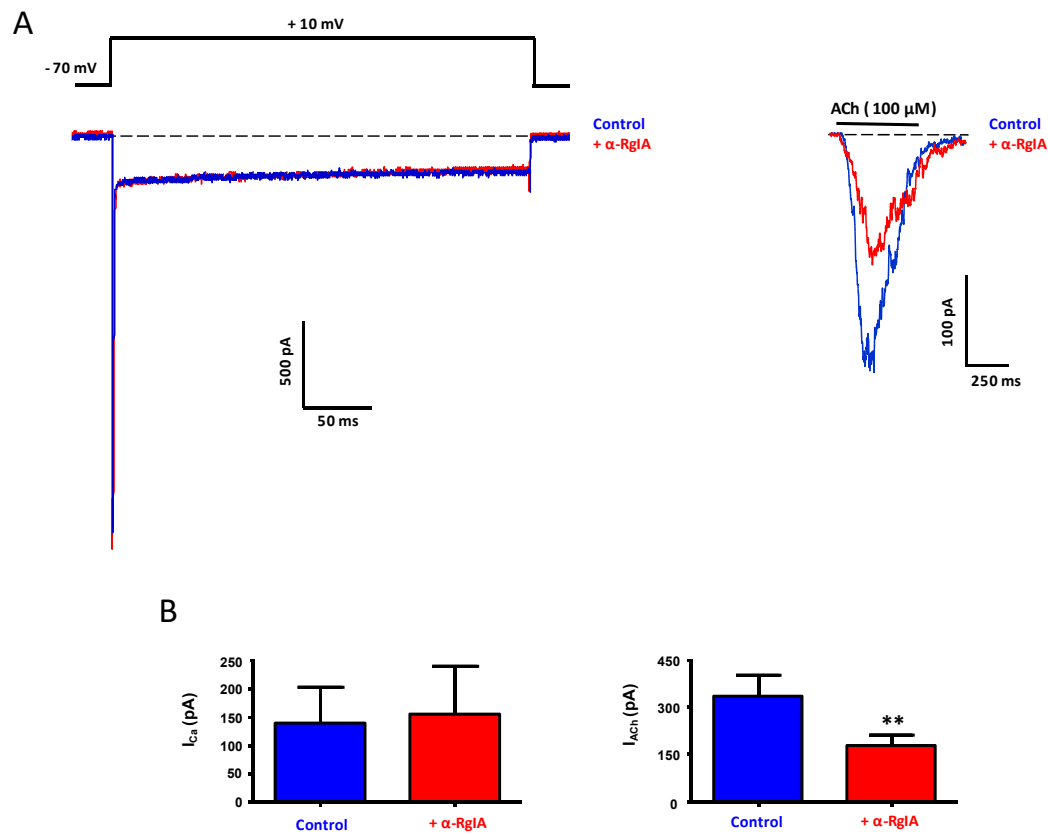 A
+ 10 mV
- 70 mV
Control
+ α-RgIA
500 pA
50 ms
ACh (100 µM)
Control
+ α-RgIA
100 pA
250 ms
B
I_Ca (pA)
250
200
150
100
50
0
Control
+ α-RgIA
I_ACh (pA)
450
300
150
0
**
Control
+ α-RgIA